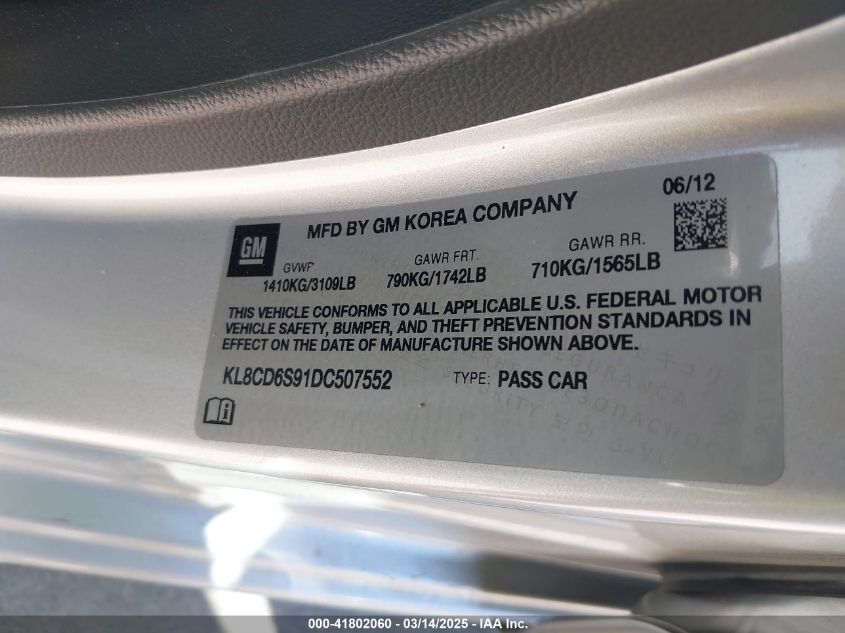 06/12
MFD BY GM KOREA COMPANY
GM
GVWR GAWR FRT. GAWR RR.
1410KG/3109LB 790KG/1742LB 710KG/1565LB
THIS VEHICLE CONFORMS TO ALL APPLICABLE U.S. FEDERAL MOTOR
VEHICLE SAFETY, BUMPER, AND THEFT PREVENTION STANDARDS IN
EFFECT ON THE DATE OF MANUFACTURE SHOWN ABOVE.
KL8CD6S91DC507552 TYPE: PASS CAR
000-41802060 - 03/14/2025 - IAA Inc.